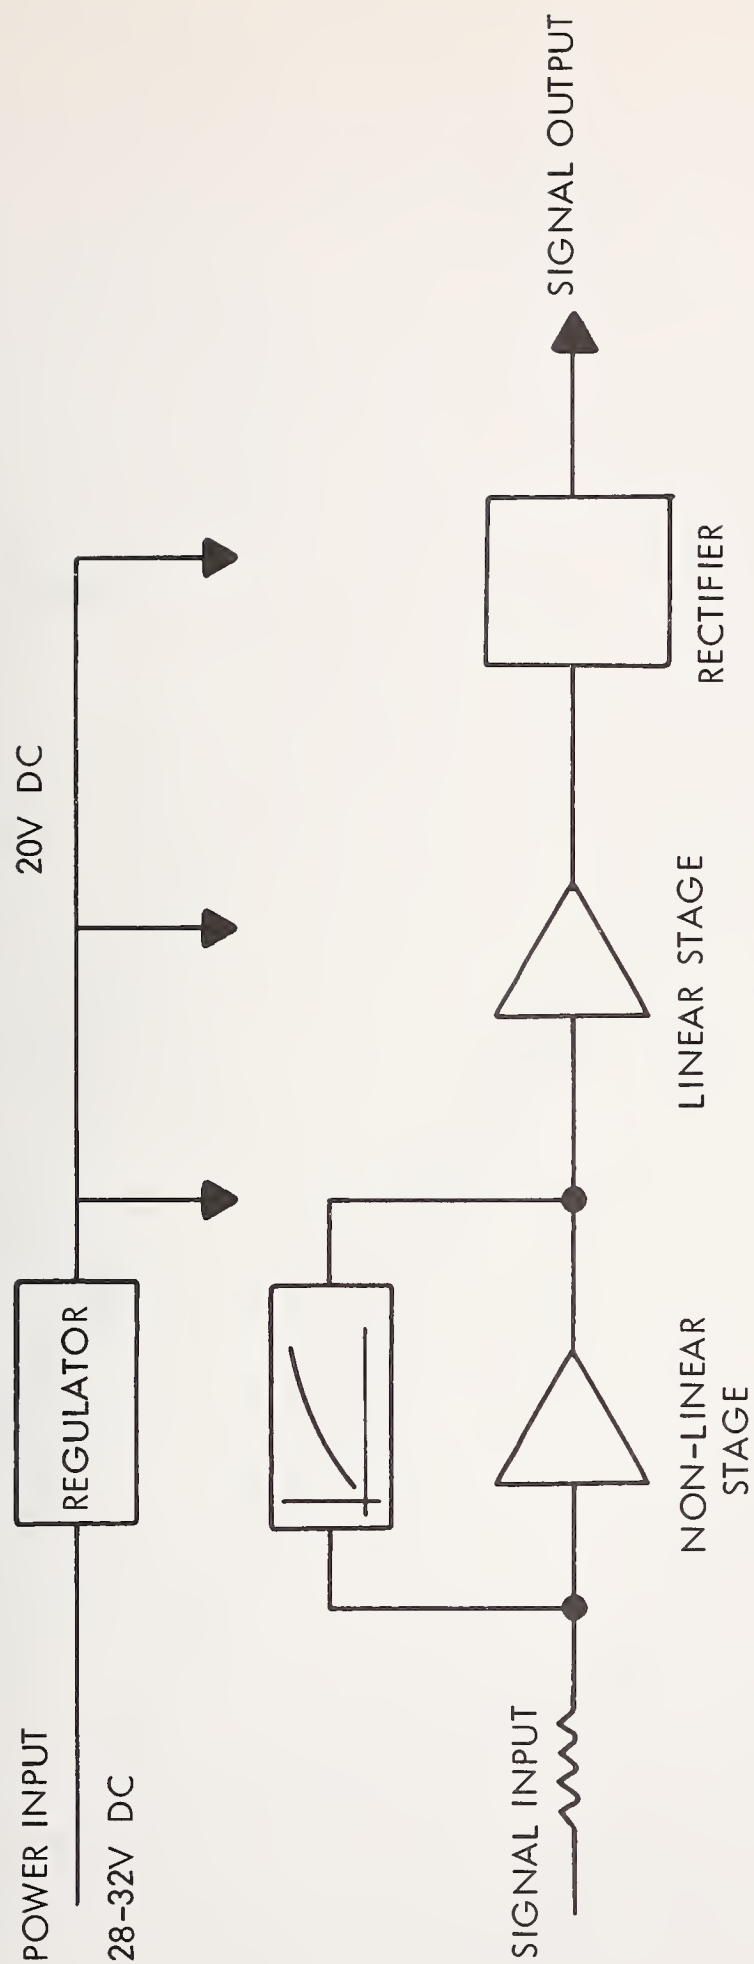 POWER INPUT
28-32V DC
REGULATOR
20V DC
SIGNAL INPUT
NON-LINEAR
STAGE
LINEAR STAGE
RECTIFIER
SIGNAL OUTPUT